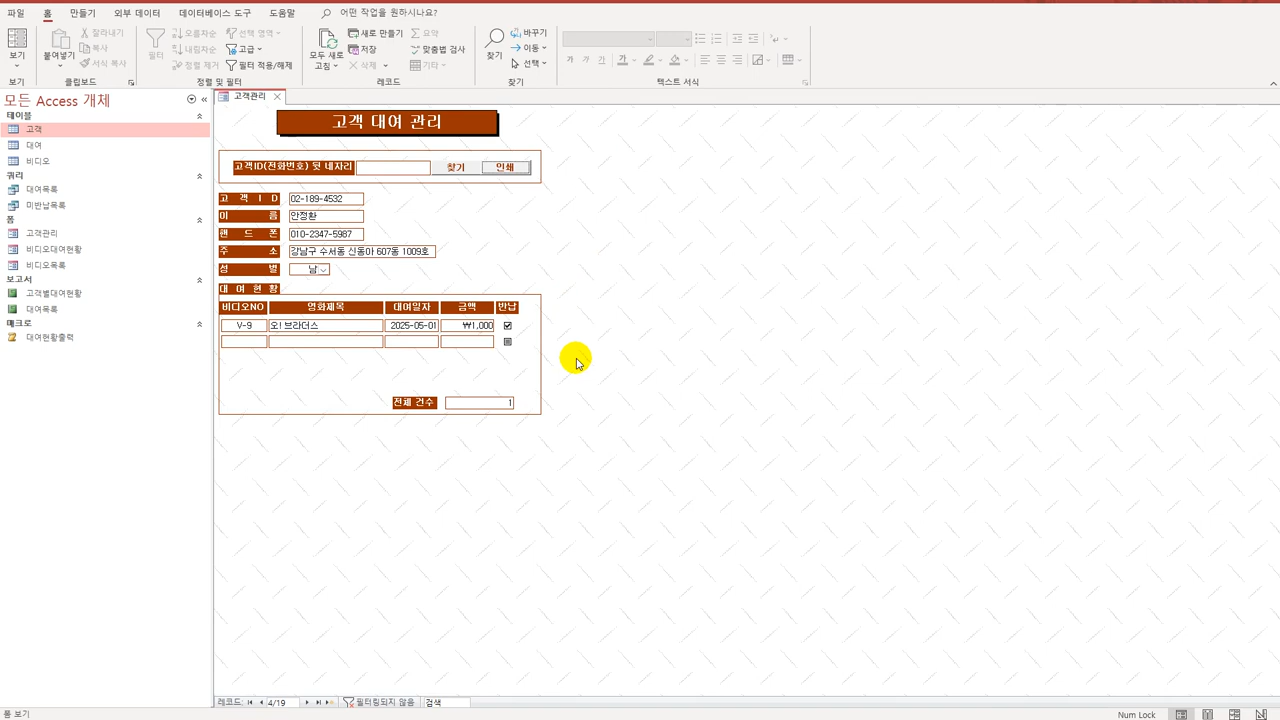 파일 홈 만들기 외부 데이터 데이터베이스 도구 도움말 어떤 작업을 원하시나요?
잘라내기 오름차순 선택 영역 새로 만들기 요약 바꾸기
복사 내림차순 고급 저장 맞춤법 검사 이동
보기 붙여넣기 서식 복사 필터 정렬 제거 필터 적용/해제 모두 새로 고침 삭제 기타 찾기 선택 가 가 가 가
보기 클립보드 정렬 및 필터 레코드 찾기 텍스트 서식
모든 Access 개체
테이블
고객
대여
비디오
쿼리
대여목록
미반납목록
폼
고객관리
비디오대여현황
비디오목록
보고서
고객별대여현황
대여목록
매크로
대여현황출력
고객관리
고객 대여 관리
고객ID(전화번호) 뒷 네자리 찾기 인쇄
고 객 I D 02-189-4532
이 름 안정환
핸 드 폰 010-2347-5987
주 소 강남구 수서동 신동아 607동 1009호
성 별 남
대 여 현 황
비디오NO 영화제목 대여일자 금액 반납
V-9 오! 브라더스 2025-05-01 ₩1,000
전체 건수 1
레코드: 4/19 필터링되지 않음 검색
폼 보기 Num Lock